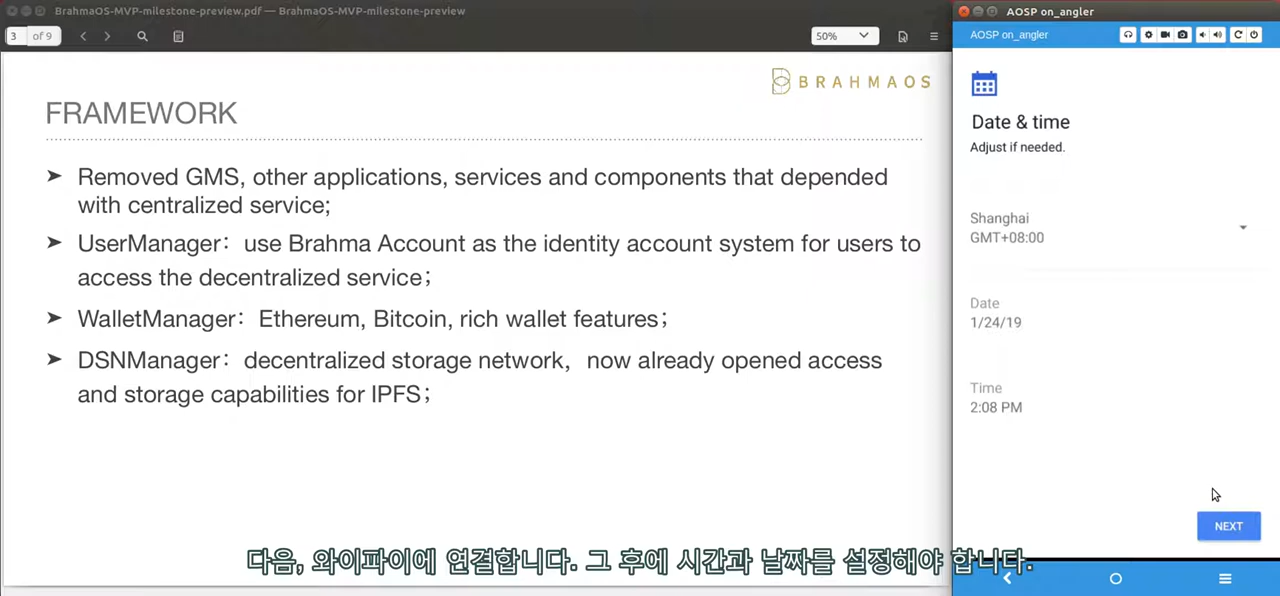 BrahmaOS-MVP-milestone-preview.pdf — BrahmaOS-MVP-milestone-preview
3 of 9
50%
BRAHMAOS
FRAMEWORK
➤ Removed GMS, other applications, services and components that depended
with centralized service;
➤ UserManager：use Brahma Account as the identity account system for users to
access the decentralized service；
➤ WalletManager：Ethereum, Bitcoin, rich wallet features；
➤ DSNManager：decentralized storage network，now already opened access
and storage capabilities for IPFS；
AOSP on_angler
AOSP on_angler
Date & time
Adjust if needed.
Shanghai
GMT+08:00
Date
1/24/19
Time
2:08 PM
NEXT
다음, 와이파이에 연결합니다. 그 후에 시간과 날짜를 설정해야 합니다.